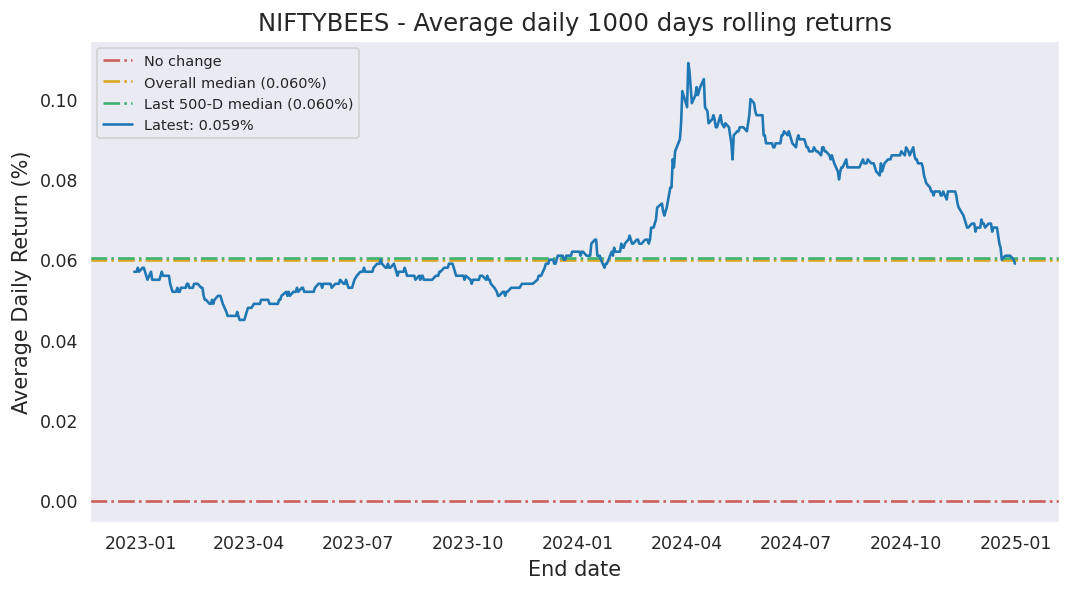 NIFTYBEES - Average daily 1000 days rolling returns
No change
Overall median (0.060%)
Last 500-D median (0.060%)
Latest: 0.059%
Average Daily Return (%)
0.10
0.08
0.06
0.04
0.02
0.00
2023-01 2023-04 2023-07 2023-10 2024-01 2024-04 2024-07 2024-10 2025-01
End date